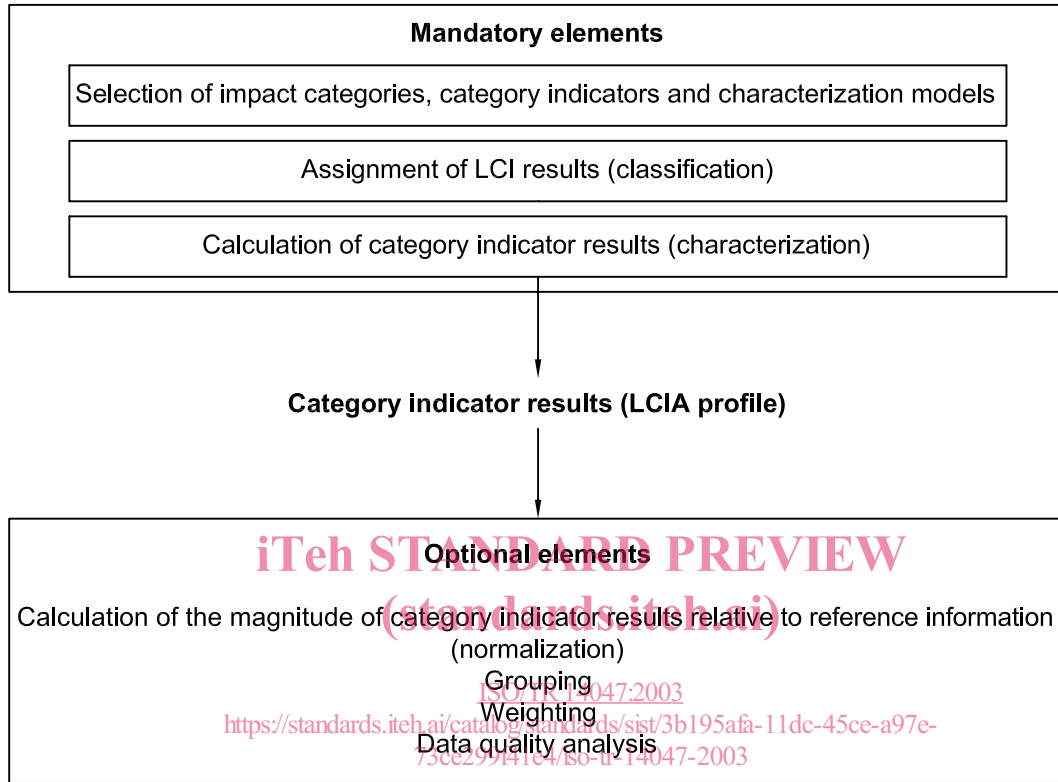 Mandatory elements
Selection of impact categories, category indicators and characterization models
Assignment of LCI results (classification)
Calculation of category indicator results (characterization)
Category indicator results (LCIA profile)
iTeh STANDARD PREVIEW
Optional elements
(standards.iteh.ai)
Calculation of the magnitude of category indicator results relative to reference information
(normalization)
Grouping
ISO/TR 14047:2003
Weighting
https://standards.iteh.ai/catalog/standards/sist/3b195afa-11dc-45ce-a97e-
Data quality analysis
73ce299f41e4/iso-tr-14047-2003